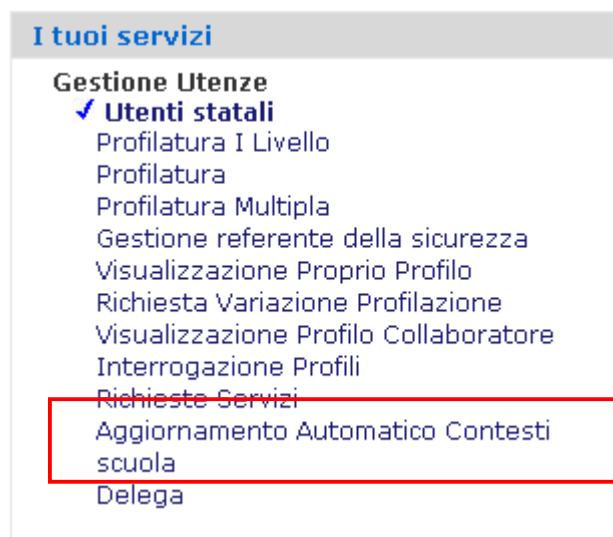 I tuoi servizi
Gestione Utenze
Utenti statali
Profilatura I Livello
Profilatura
Profilatura Multipla
Gestione referente della sicurezza
Visualizzazione Proprio Profilo
Richiesta Variazione Profilazione
Visualizzazione Profilo Collaboratore
Interrogazione Profili
Richieste Servizi
Aggiornamento Automatico Contesti
scuola
Delega